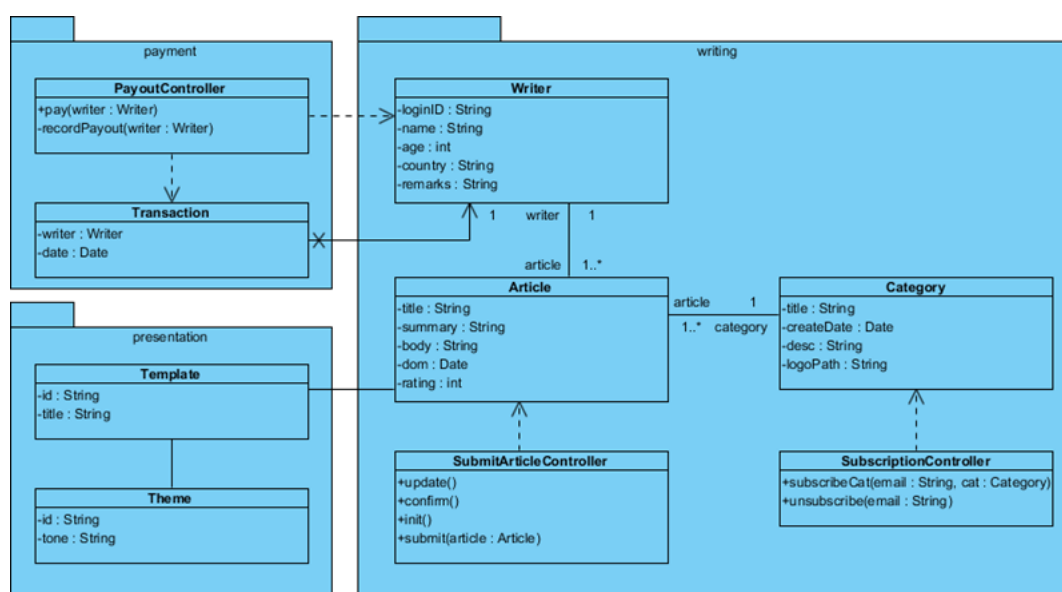 payment
PayoutController
+pay(writer : Writer)
-recordPayout(writer : Writer)
Transaction
-writer : Writer
-date : Date
presentation
Template
-id : String
-title : String
Theme
-id : String
-tone : String
writing
Writer
-loginID : String
-name : String
-age : int
-country : String
-remarks : String
1 writer 1
article 1..*
Article
-title : String
-summary : String
-body : String
-dom : Date
-rating : int
article 1
1..* category
Category
-title : String
-createDate : Date
-desc : String
-logoPath : String
SubmitArticleController
+update()
+confirm()
+init()
+submit(article : Article)
SubscriptionController
+subscribeCat(email : String, cat : Category)
+unsubscribe(email : String)